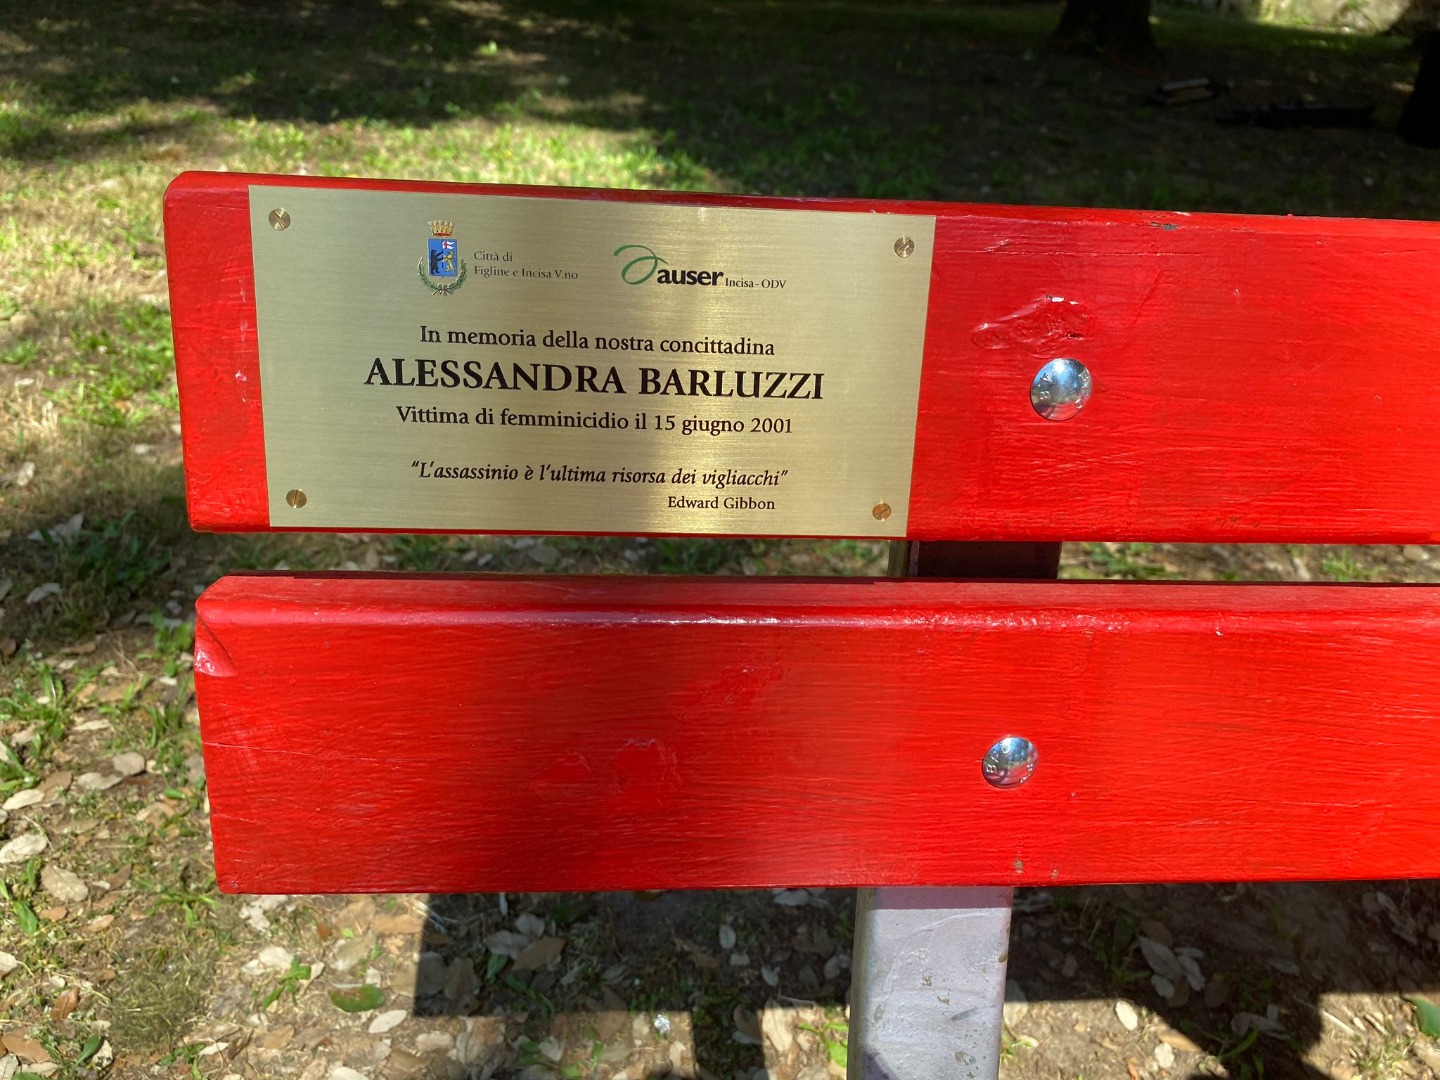 Città di
Figline e Incisa V.no
auser Incisa - ODV
In memoria della nostra concittadina
ALESSANDRA BARLUZZI
Vittima di femminicidio il 15 giugno 2001
“L’assassinio è l’ultima risorsa dei vigliacchi”
Edward Gibbon